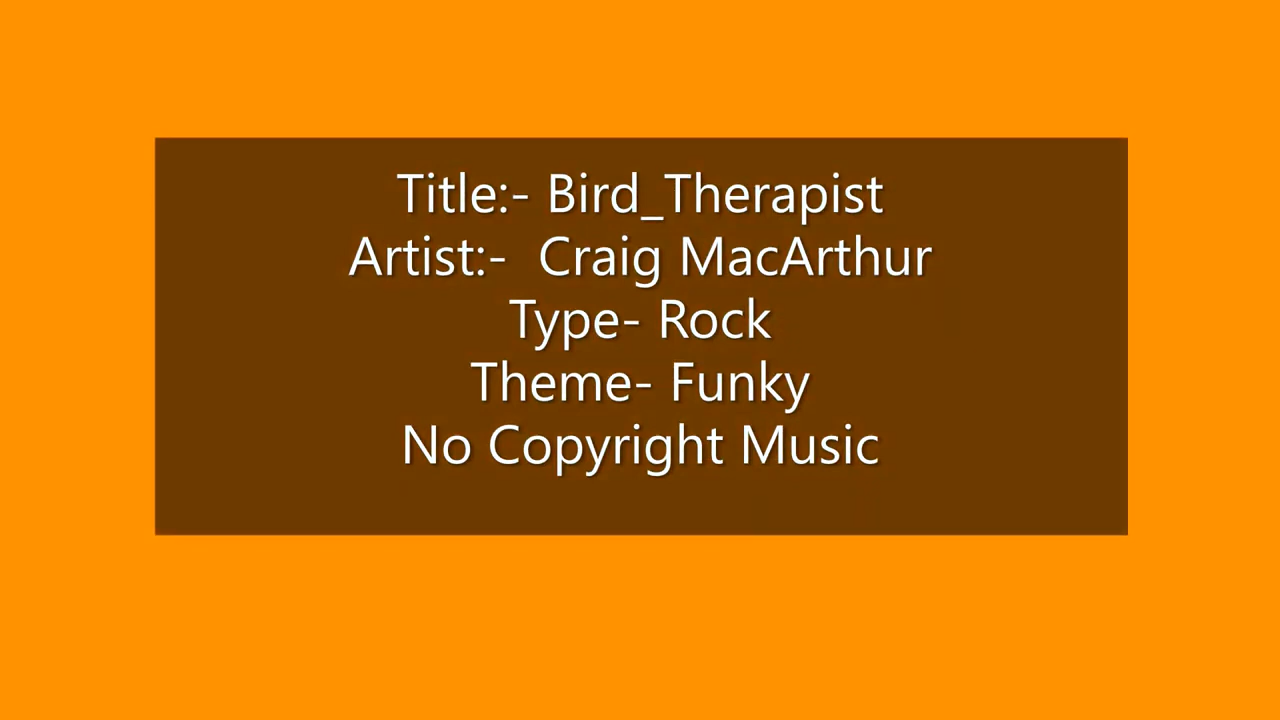 Title:- Bird_Therapist
Artist:-  Craig MacArthur
Type- Rock
Theme- Funky
No Copyright Music